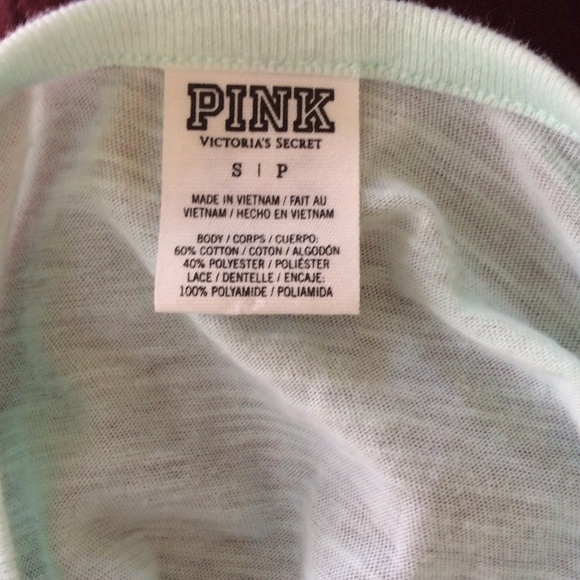 PINK
VICTORIA'S SECRET
S | P
MADE IN VIETNAM / FAIT AU
VIETNAM / HECHO EN VIETNAM
BODY / CORPS / CUERPO:
60% COTTON / COTON / ALGODÓN
40% POLYESTER / POLIÉSTER
LACE / DENTELLE / ENCAJE:
100% POLYAMIDE / POLIAMIDA